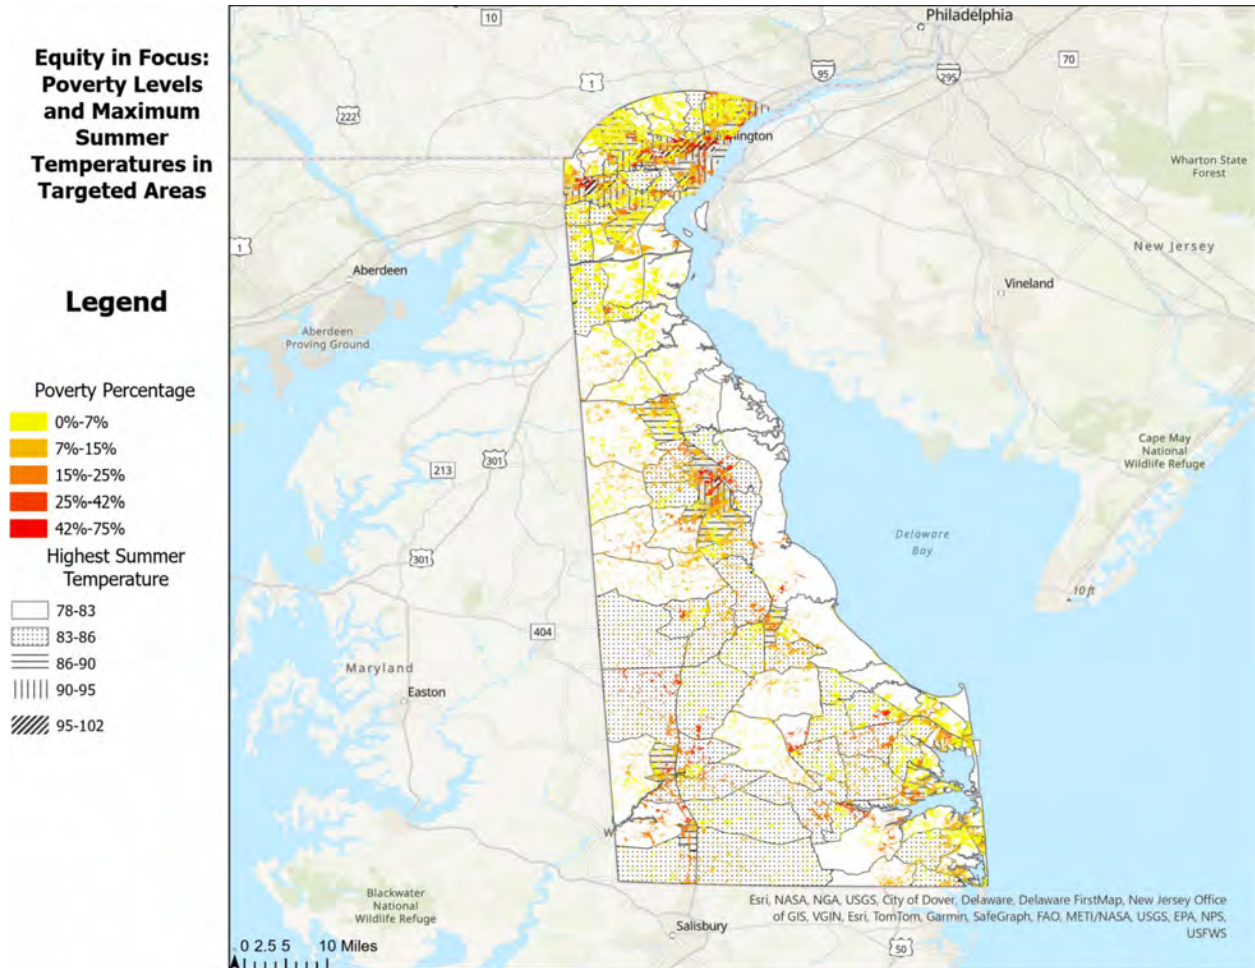 Equity in Focus:
Poverty Levels
and Maximum
Summer
Temperatures in
Targeted Areas
Legend
Poverty Percentage
0%-7%
7%-15%
15%-25%
25%-42%
42%-75%
Highest Summer
Temperature
78-83
83-86
86-90
90-95
95-102
10
Philadelphia
1
95
295
70
222
ington
Wharton State
Forest
1
New Jersey
Aberdeen
Vineland
Aberdeen
Proving Ground
301
213
Cape May
National
Wildlife Refuge
Delaware
Bay
301
10 ft
404
Maryland
Easton
W
Blackwater
National
Wildlife Refuge
Salisbury
50
Esri, NASA, NGA, USGS, City of Dover, Delaware, Delaware FirstMap, New Jersey Office
of GIS, VGIN, Esri, TomTom, Garmin, SafeGraph, FAO, METI/NASA, USGS, EPA, NPS,
USFWS
0 2.5 5 10 Miles